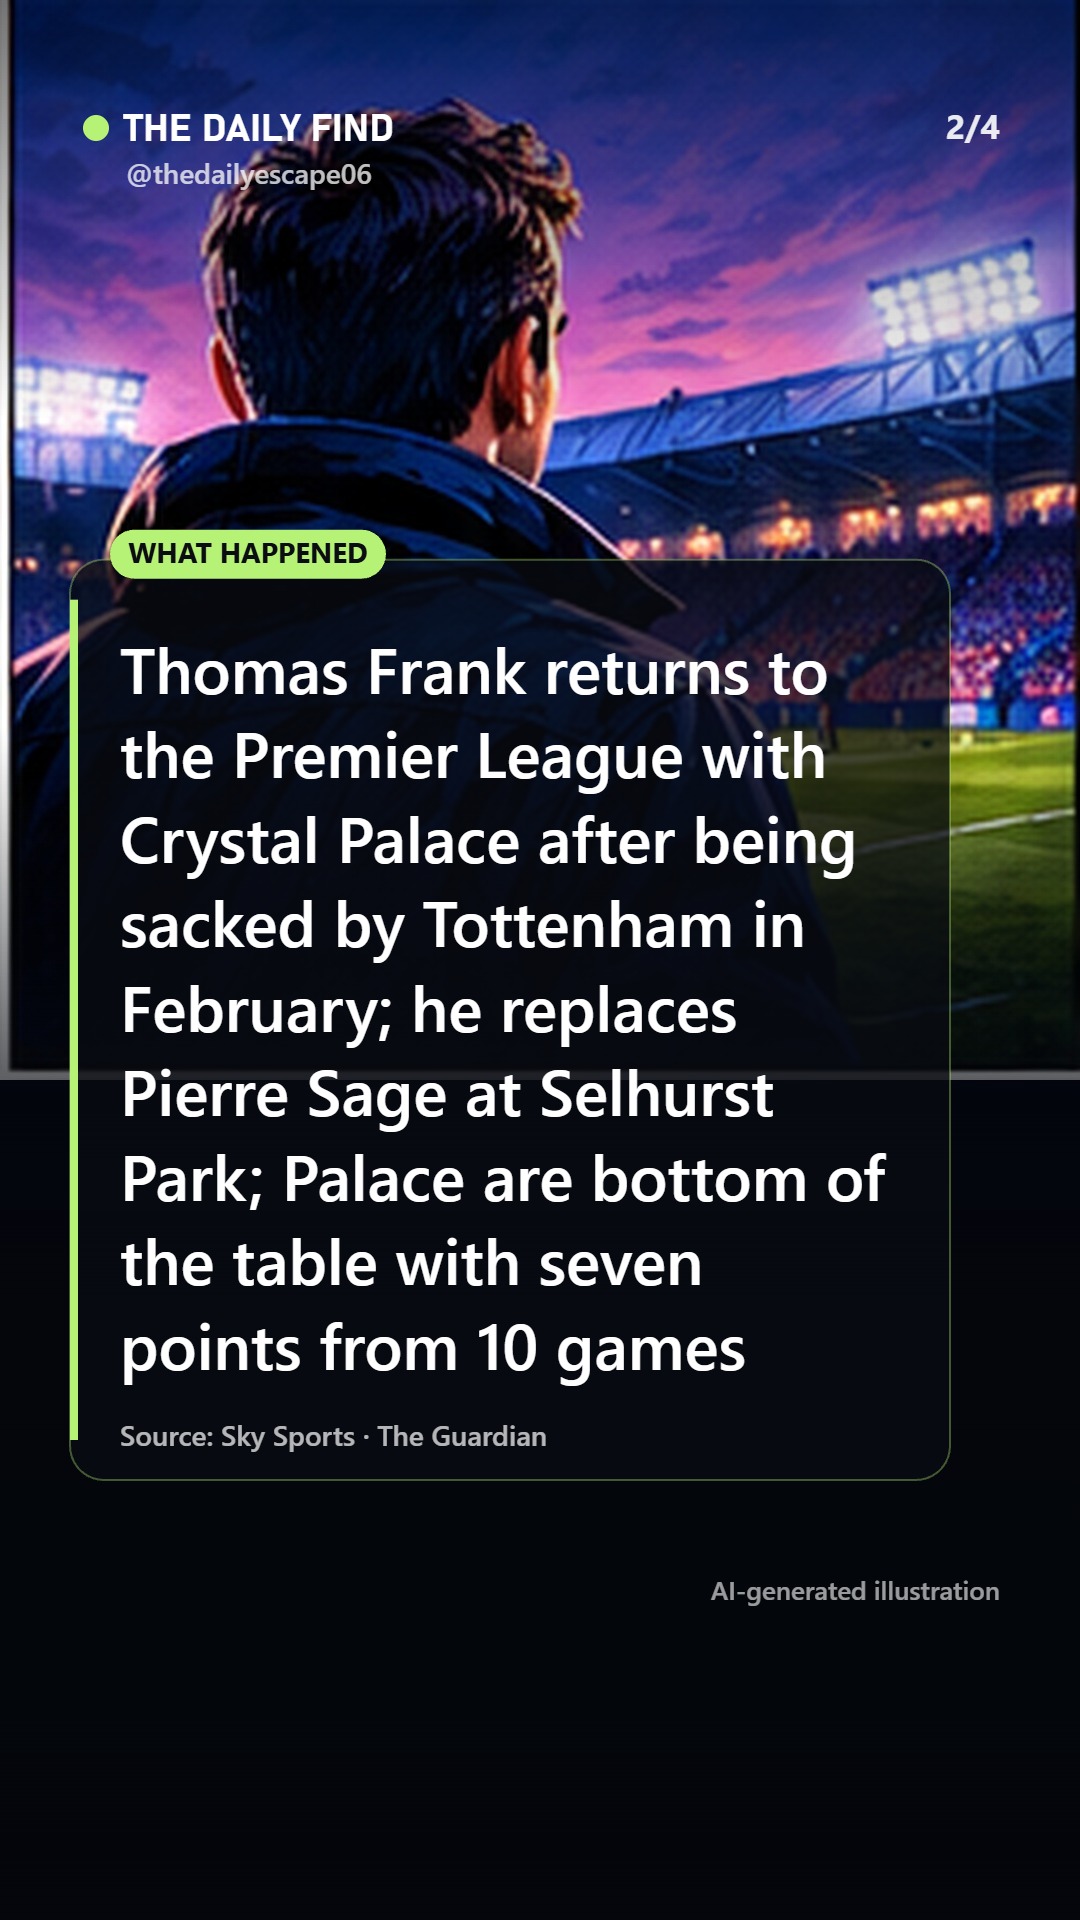 THE DAILY FIND
2/4
@thedailyescape06
WHAT HAPPENED
Thomas Frank returns to
the Premier League with
Crystal Palace after being
sacked by Tottenham in
February; he replaces
Pierre Sage at Selhurst
Park; Palace are bottom of
the table with seven
points from 10 games
Source: Sky Sports · The Guardian
AI-generated illustration